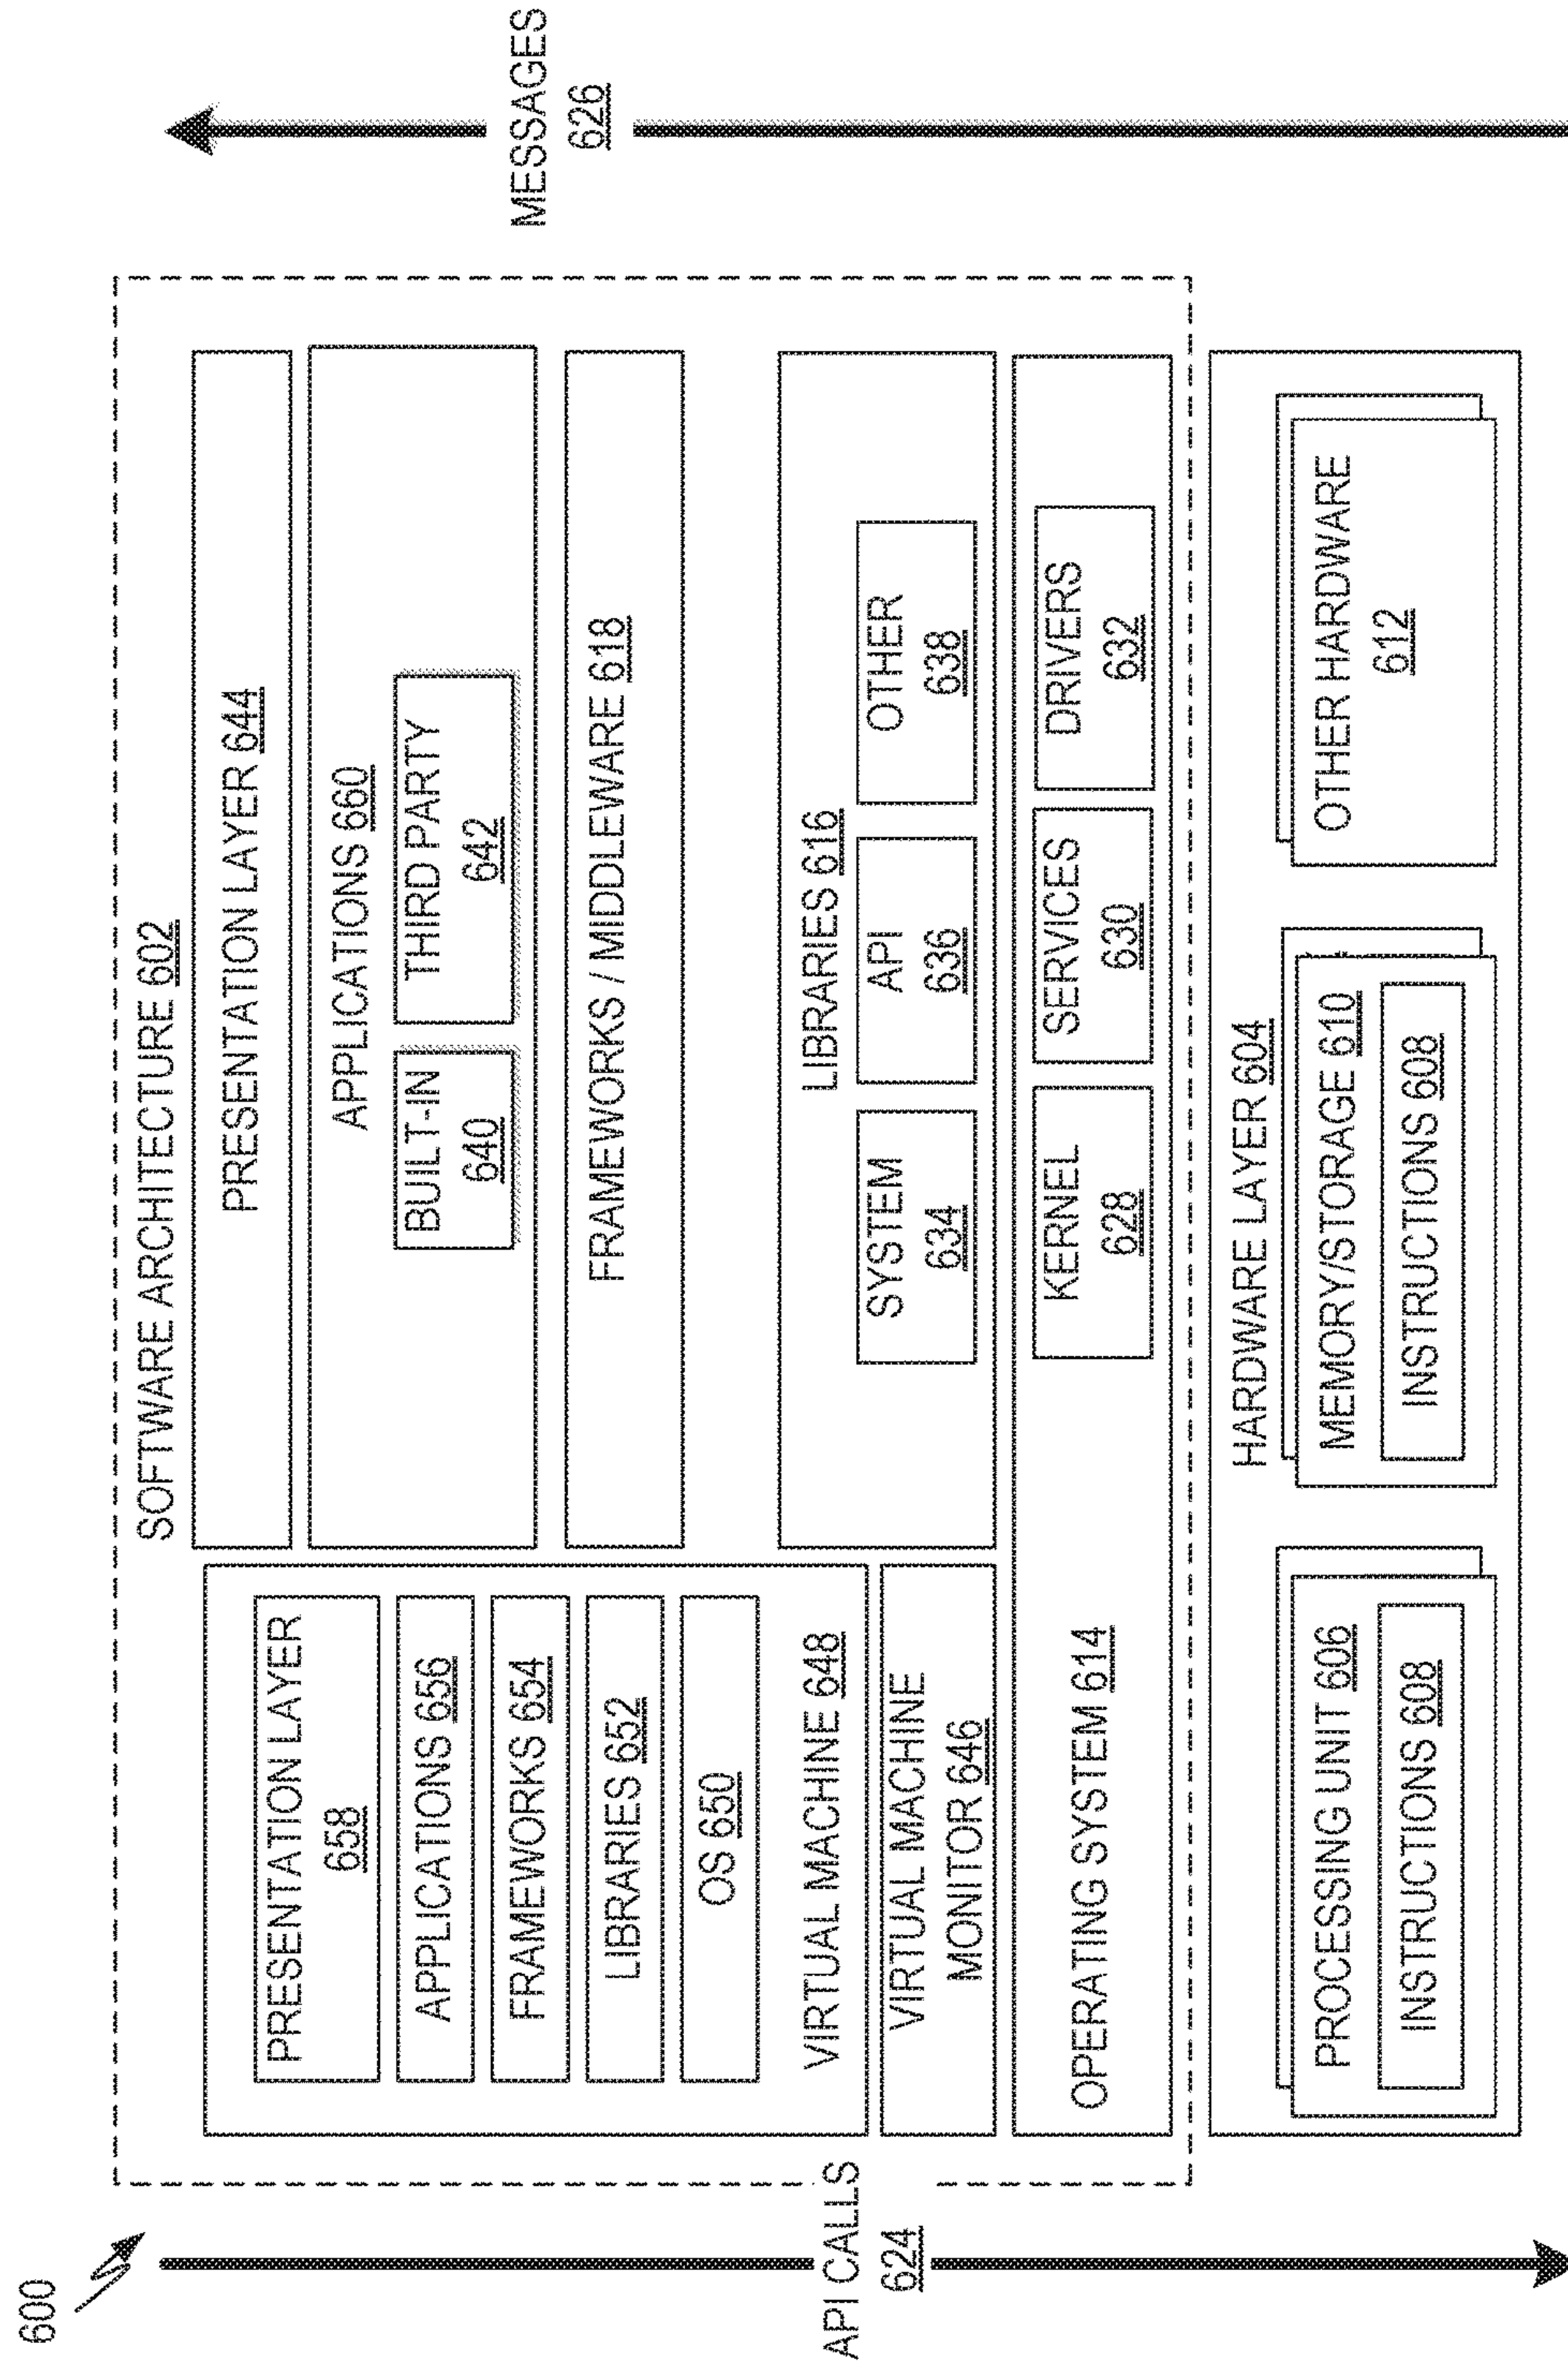 600
SOFTWARE ARCHITECTURE 602
PRESENTATION LAYER
658
APPLICATIONS 656
FRAMEWORKS 654
LIBRARIES 652
OS 650
VIRTUAL MACHINE 648
VIRTUAL MACHINE
MONITOR 646
PRESENTATION LAYER 644
APPLICATIONS 660
BUILT-IN
640
THIRD PARTY
642
FRAMEWORKS / MIDDLEWARE 618
LIBRARIES 616
SYSTEM
634
API
636
OTHER
638
OPERATING SYSTEM 614
KERNEL
628
SERVICES
630
DRIVERS
632
HARDWARE LAYER 604
PROCESSING UNIT 606
INSTRUCTIONS 608
MEMORY/STORAGE 610
INSTRUCTIONS 608
OTHER HARDWARE
612
API CALLS
624
MESSAGES
626